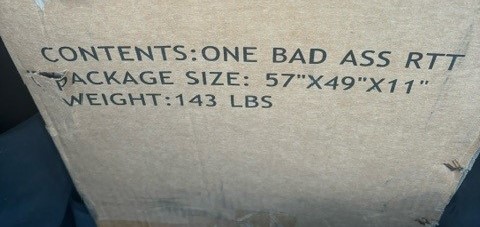 CONTENTS:ONE BAD ASS RTT
PACKAGE SIZE: 57"X49"X11"
WEIGHT:143 LBS